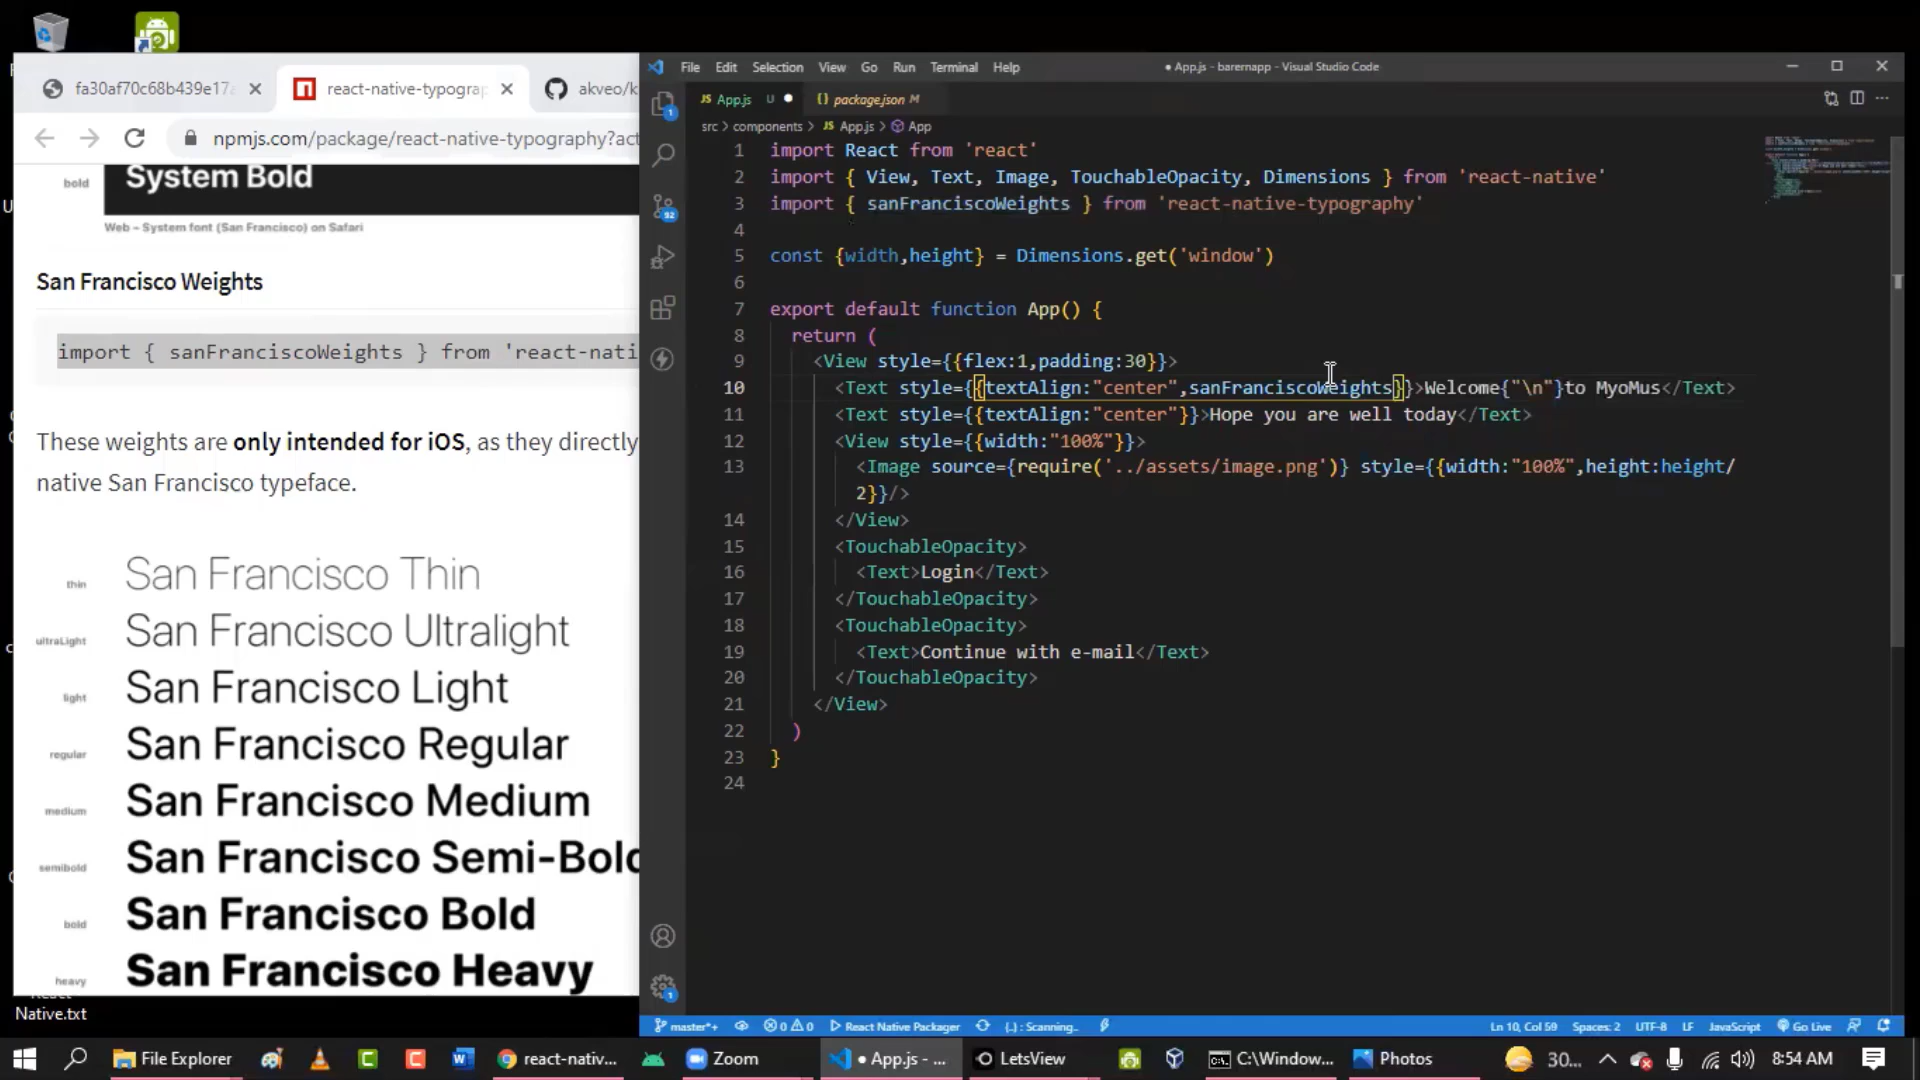 fa30af70c68b439e17
react-native-typograp
akveo/k
npmjs.com/package/react-native-typography?act
bold
System Bold
Web – System font (San Francisco) on Safari
San Francisco Weights
import { sanFranciscoWeights } from 'react-nati
These weights are only intended for iOS, as they directly
native San Francisco typeface.
thin San Francisco Thin
ultraLight San Francisco Ultralight
light San Francisco Light
regular San Francisco Regular
medium San Francisco Medium
semibold San Francisco Semi-Bold
bold San Francisco Bold
heavy San Francisco Heavy
Native.txt
File Edit Selection View Go Run Terminal Help
● App.js - barernapp - Visual Studio Code
JS App.js U ●
{} package.json M
src > components > JS App.js > App
1 import React from 'react'
2 import { View, Text, Image, TouchableOpacity, Dimensions } from 'react-native'
3 import { sanFranciscoWeights } from 'react-native-typography'
4
5 const {width,height} = Dimensions.get('window')
6
7 export default function App() {
8 return (
9 <View style={{flex:1,padding:30}}>
10 <Text style={{textAlign:"center",sanFranciscoWeights}}>Welcome{"\n"}to MyoMus</Text>
11 <Text style={{textAlign:"center"}}>Hope you are well today</Text>
12 <View style={{width:"100%"}}>
13 <Image source={require('../assets/image.png')} style={{width:"100%",height:height/
2}}/>
14 </View>
15 <TouchableOpacity>
16 <Text>Login</Text>
17 </TouchableOpacity>
18 <TouchableOpacity>
19 <Text>Continue with e-mail</Text>
20 </TouchableOpacity>
21 </View>
22 )
23 }
24
1
92
1
master*+
0 0
React Native Packager
{..} : Scanning..
Ln 10, Col 59
Spaces: 2
UTF-8
LF
JavaScript
Go Live
File Explorer
react-nativ...
Zoom
● App.js - ...
LetsView
C:\Window...
Photos
30...
8:54 AM